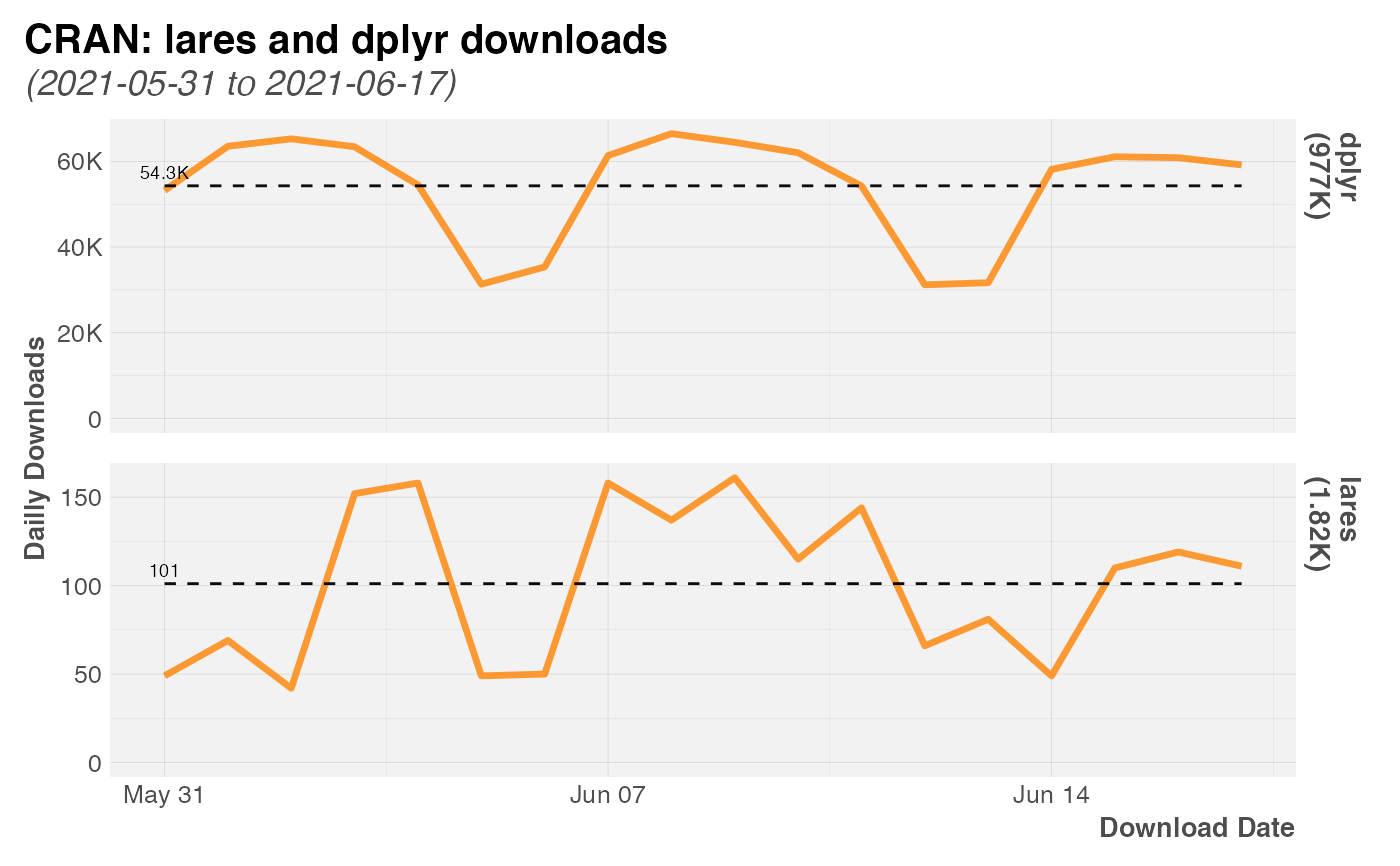 CRAN: lares and dplyr downloads
(2021-05-31 to 2021-06-17)
Dailly Downloads
60K
40K
20K
0
54.3K
dplyr
(977K)
150
100
50
0
101
lares
(1.82K)
May 31
Jun 07
Jun 14
Download Date